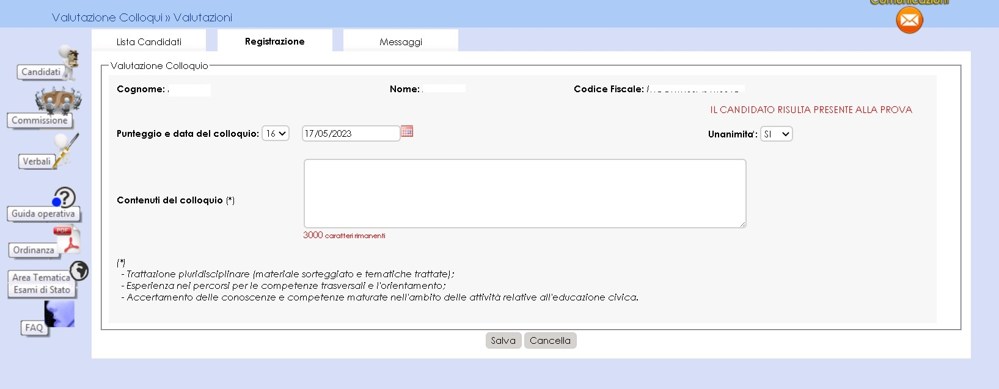 Comunicazioni
Valutazione Colloqui » Valutazioni
Lista Candidati
Registrazione
Messaggi
Candidati
Commissione
Verbali
Guida operativa
PDF
Ordinanza
Area Tematica
Esami di Stato
FAQ
Valutazione Colloquio
Cognome:
Nome:
Codice Fiscale:
IL CANDIDATO RISULTA PRESENTE ALLA PROVA
Punteggio e data del colloquio: 16 17/05/2023
Unanimita': SI
Contenuti del colloquio (*)
3000 caratteri rimanenti
(*)
- Trattazione pluridisciplinare (materiale sorteggiato e tematiche trattate);
- Esperienza nei percorsi per le competenze trasversali e l'orientamento;
- Accertamento delle conoscenze e competenze maturate nell'ambito delle attività relative all'educazione civica.
Salva
Cancella